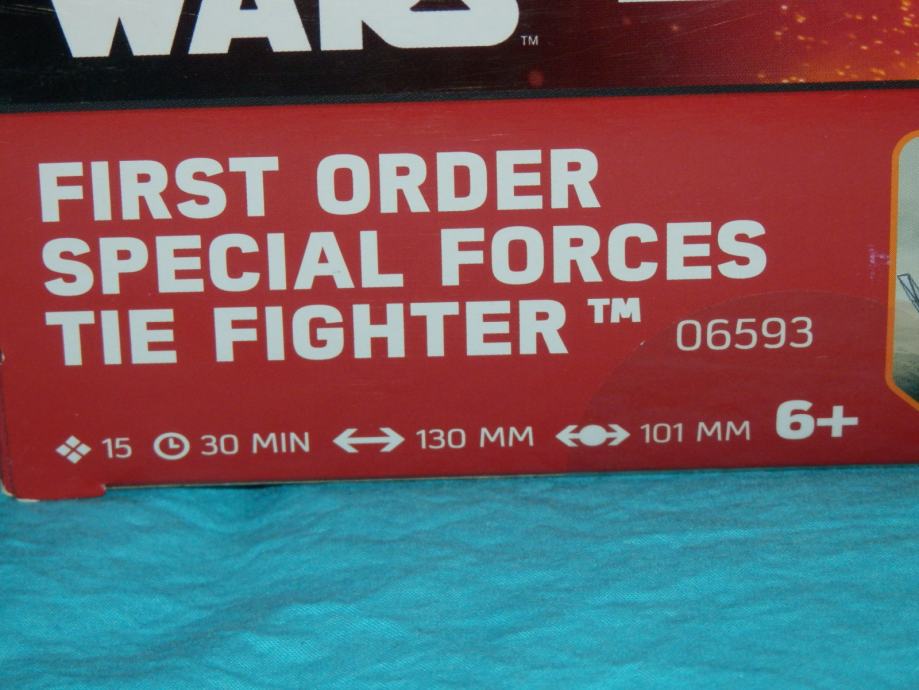 WARS™
FIRST ORDER
SPECIAL FORCES
TIE FIGHTER™ 06593
15 30 MIN 130 MM 101 MM 6+